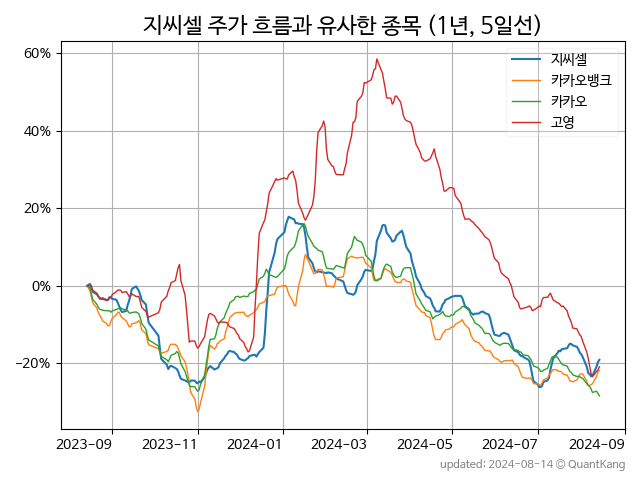 지씨셀 주가 흐름과 유사한 종목 (1년, 5일선)
60%
40%
20%
0%
−20%
지씨셀
카카오뱅크
카카오
고영
2023-09 2023-11 2024-01 2024-03 2024-05 2024-07 2024-09
updated: 2024-08-14 © QuantKang